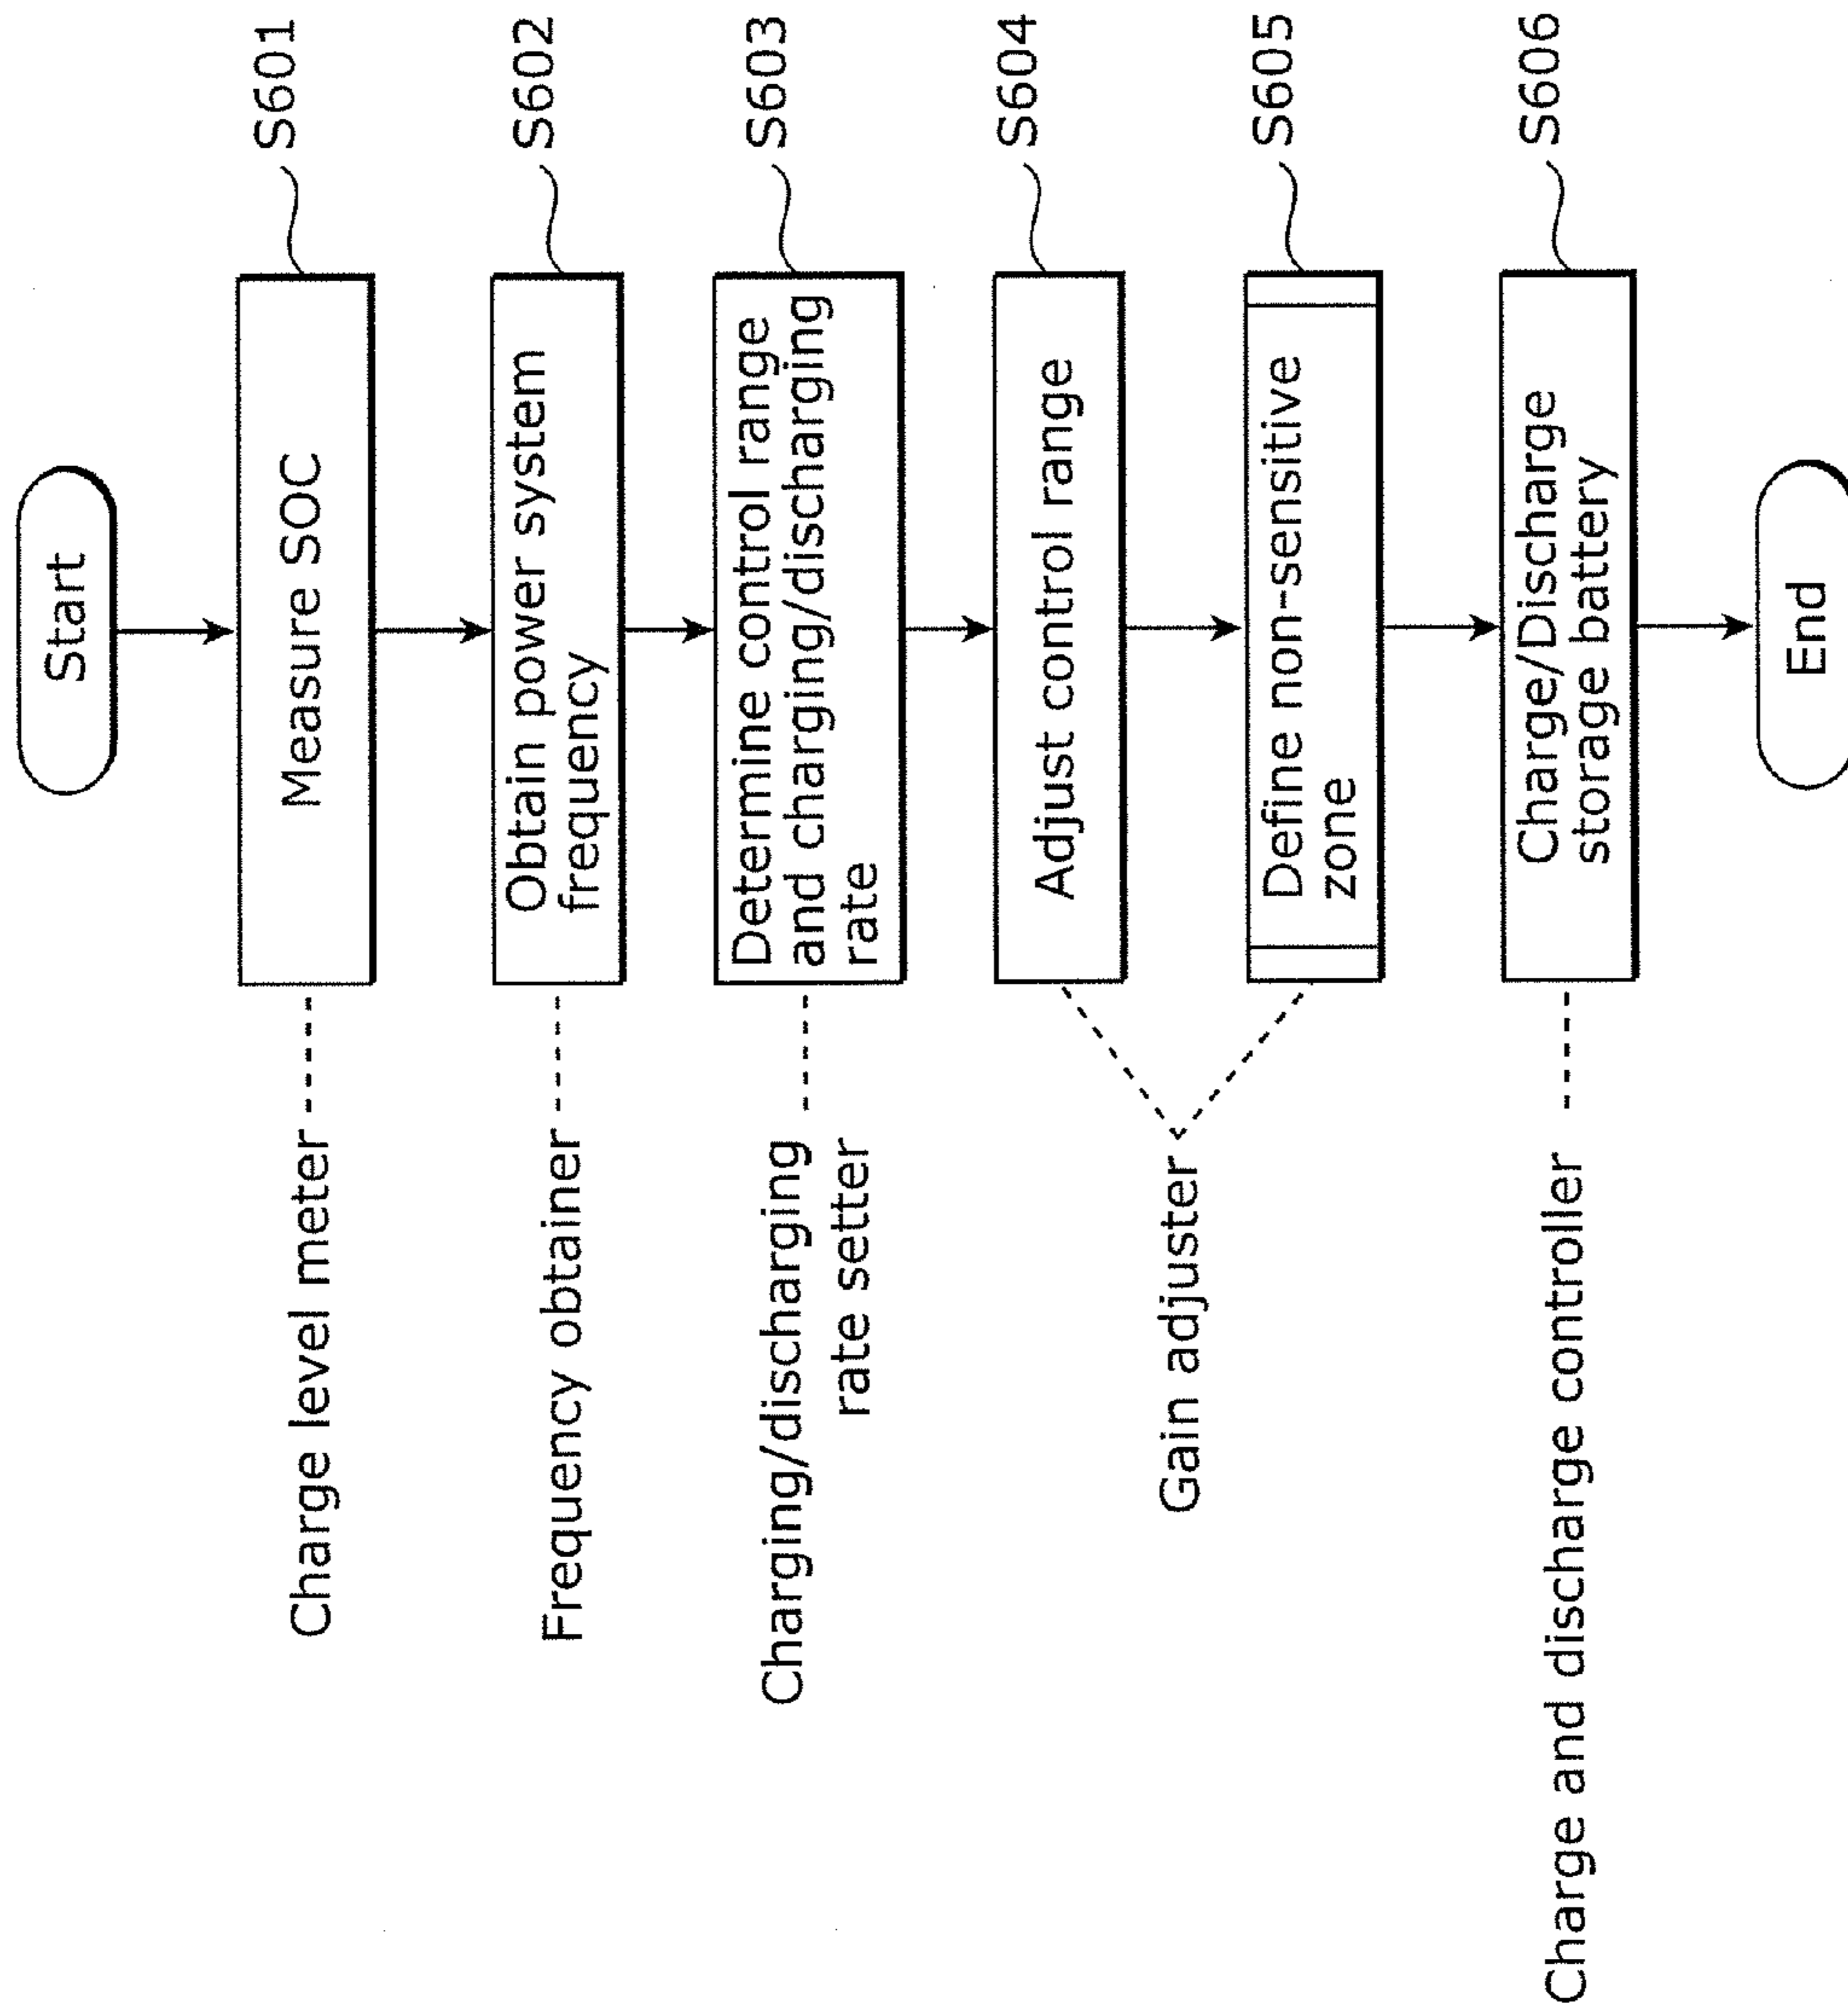 Start
Charge level meter
Measure SOC
S601
Frequency obtainer
Obtain power system
frequency
S602
Charging/discharging
rate setter
Determine control range
and charging/discharging
rate
S603
Gain adjuster
Adjust control range
S604
Define non-sensitive
zone
S605
Charge and discharge controller
Charge/Discharge
storage battery
S606
End